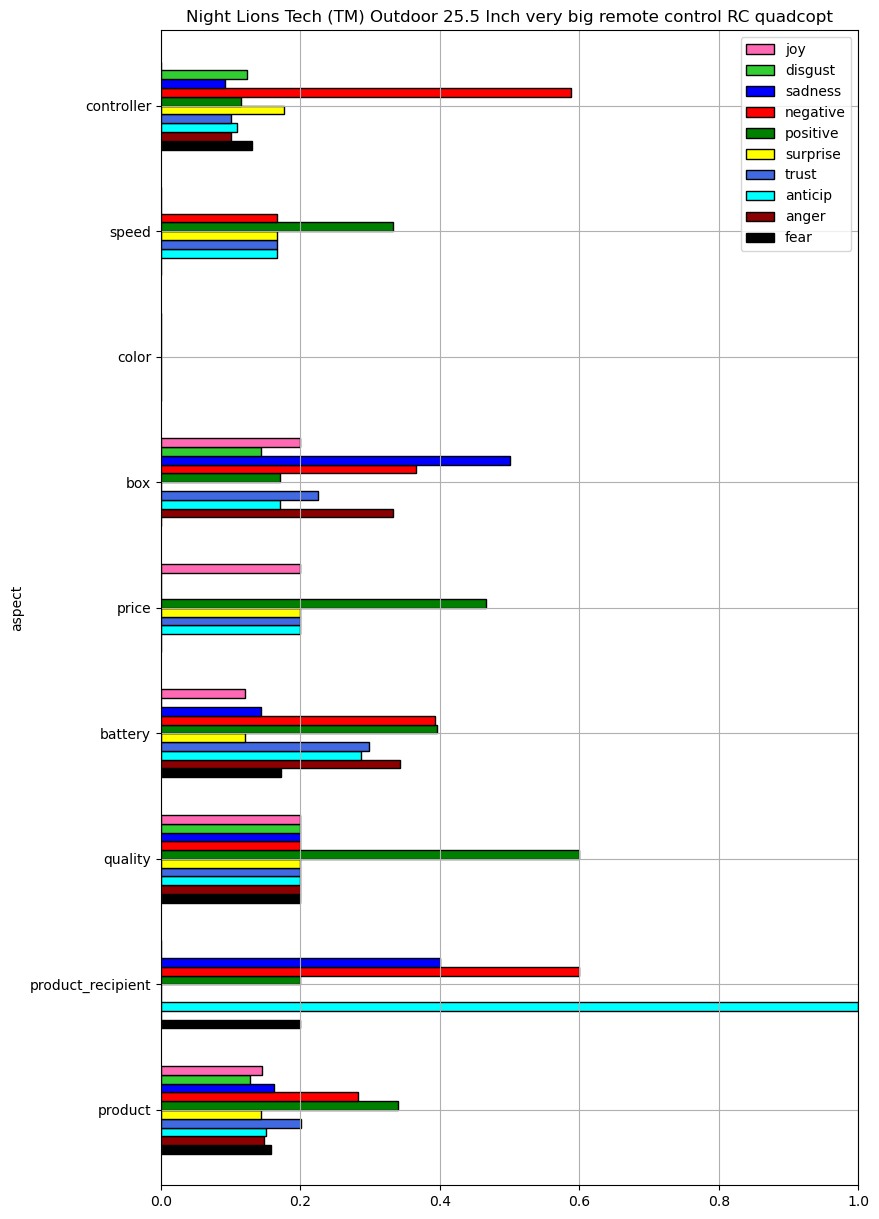 Night Lions Tech (TM) Outdoor 25.5 Inch very big remote control RC quadcopt
joy
disgust
sadness
negative
positive
surprise
trust
anticip
anger
fear
controller
speed
color
box
price
battery
quality
product_recipient
product
aspect
0.0 0.2 0.4 0.6 0.8 1.0